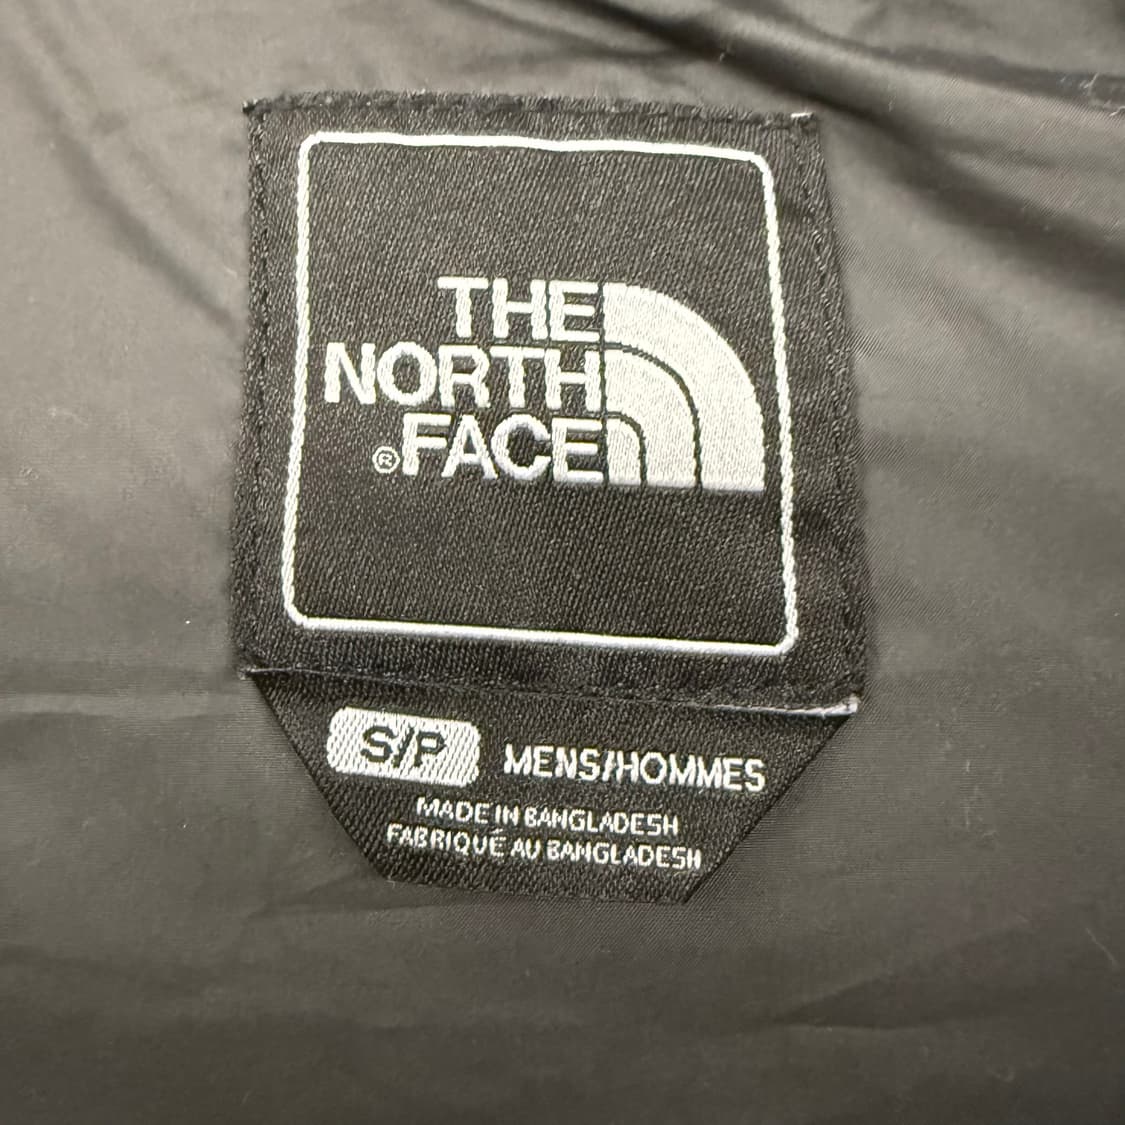 THE
NORTH
®FACE
S/P MENS/HOMMES
MADE IN BANGLADESH
FABRIQUÉ AU BANGLADESH